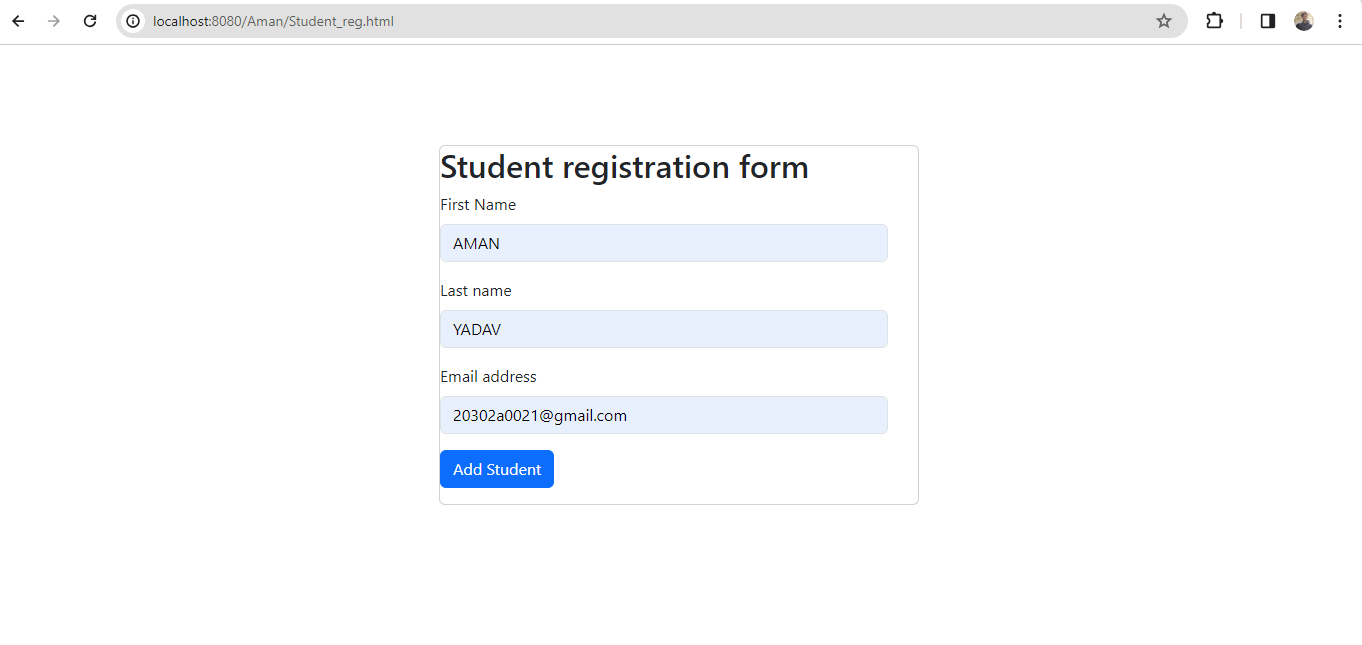 localhost:8080/Aman/Student_reg.html
Student registration form
First Name
AMAN
Last name
YADAV
Email address
20302a0021@gmail.com
Add Student